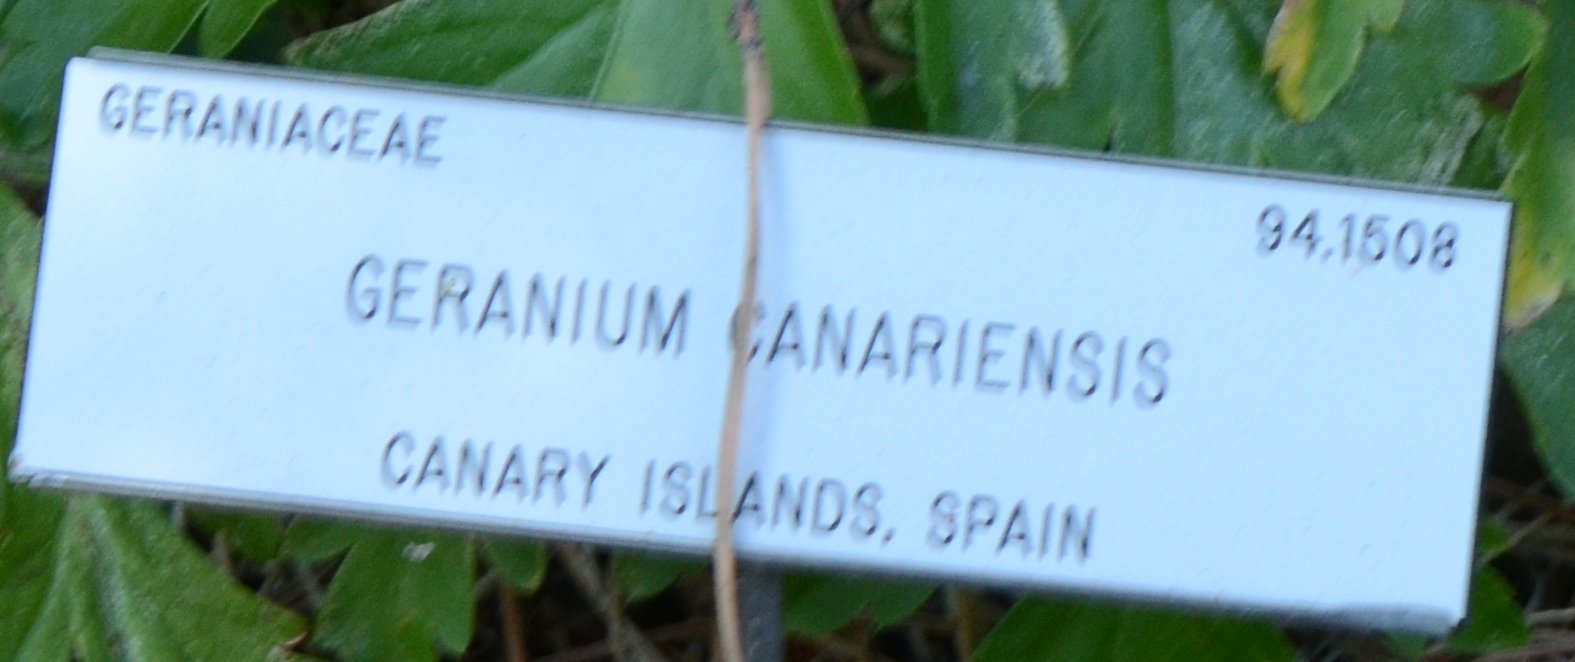 GERANIACEAE
94.1508
GERANIUM CANARIENSIS
CANARY ISLANDS, SPAIN